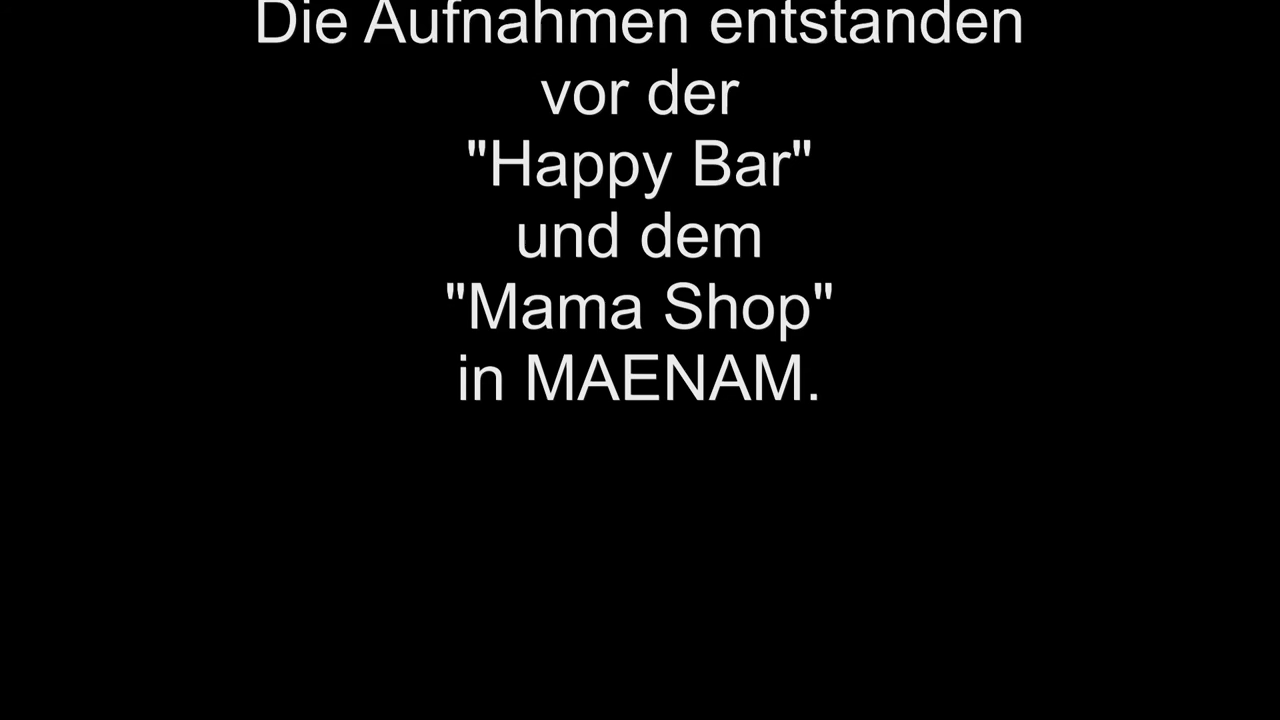 Die Aufnahmen entstanden
vor der
"Happy Bar"
und dem
"Mama Shop"
in MAENAM.